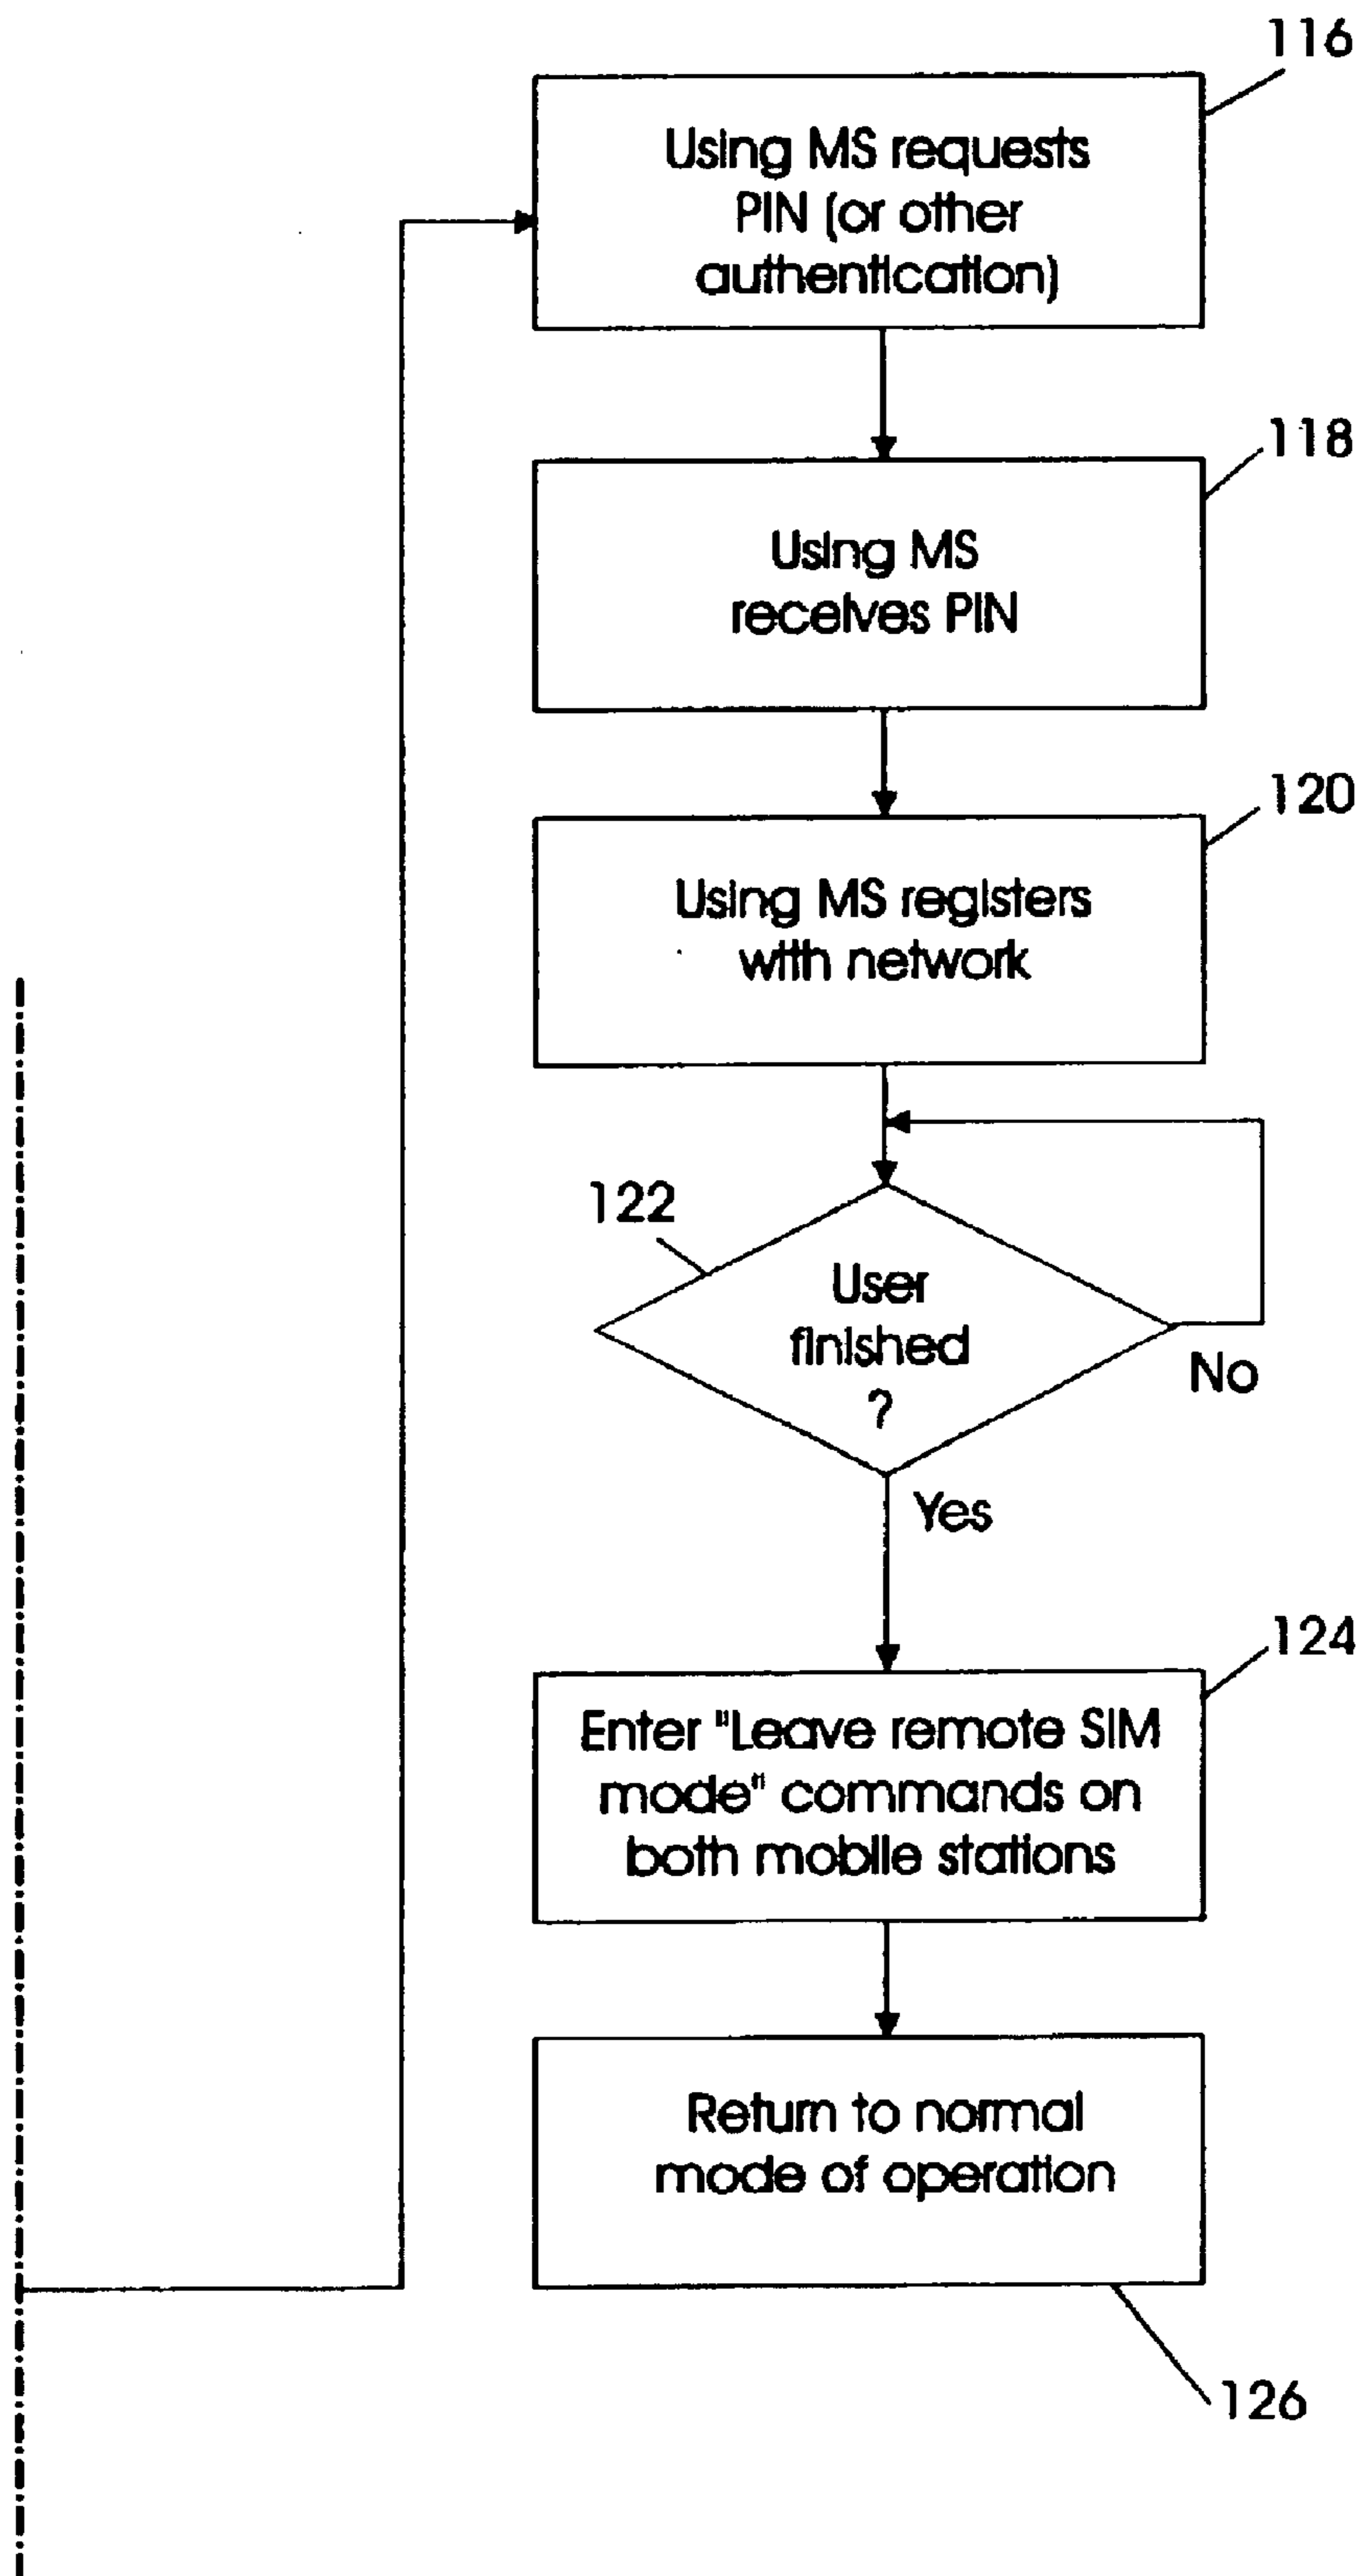 116
Using MS requests
PIN (or other
authentication)
118
Using MS
receives PIN
120
Using MS registers
with network
122
User
finished
?
No
Yes
124
Enter "Leave remote SIM
mode" commands on
both mobile stations
Return to normal
mode of operation
126